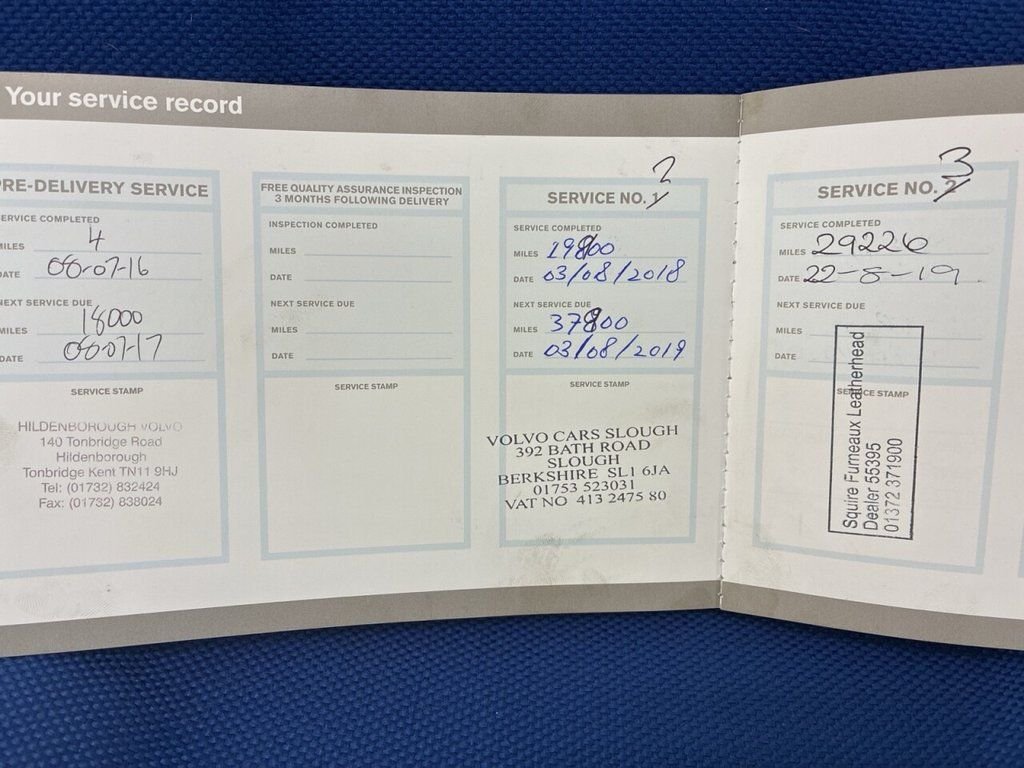 Your service record
PRE-DELIVERY SERVICE
SERVICE COMPLETED
MILES 4
DATE 06-07-16
NEXT SERVICE DUE
MILES 18000
DATE 06-07-17
SERVICE STAMP
HILDENBOROUGH VOLVO
140 Tonbridge Road
Hildenborough
Tonbridge Kent TN11 9HJ
Tel: (01732) 832424
Fax: (01732) 838024
FREE QUALITY ASSURANCE INSPECTION
3 MONTHS FOLLOWING DELIVERY
INSPECTION COMPLETED
MILES
DATE
NEXT SERVICE DUE
MILES
DATE
SERVICE STAMP
2
SERVICE NO. 1
SERVICE COMPLETED
MILES 19800
DATE 03/08/2018
NEXT SERVICE DUE
MILES 37800
DATE 03/08/2019
SERVICE STAMP
VOLVO CARS SLOUGH
392 BATH ROAD
SLOUGH
BERKSHIRE SL1 6JA
01753 523031
VAT NO 413 2475 80
3
SERVICE NO. 2
SERVICE COMPLETED
MILES 29226
DATE 22-8-19
NEXT SERVICE DUE
MILES
DATE
SERVICE STAMP
Squire Furneaux Leatherhead
Dealer 55395
01372 371900